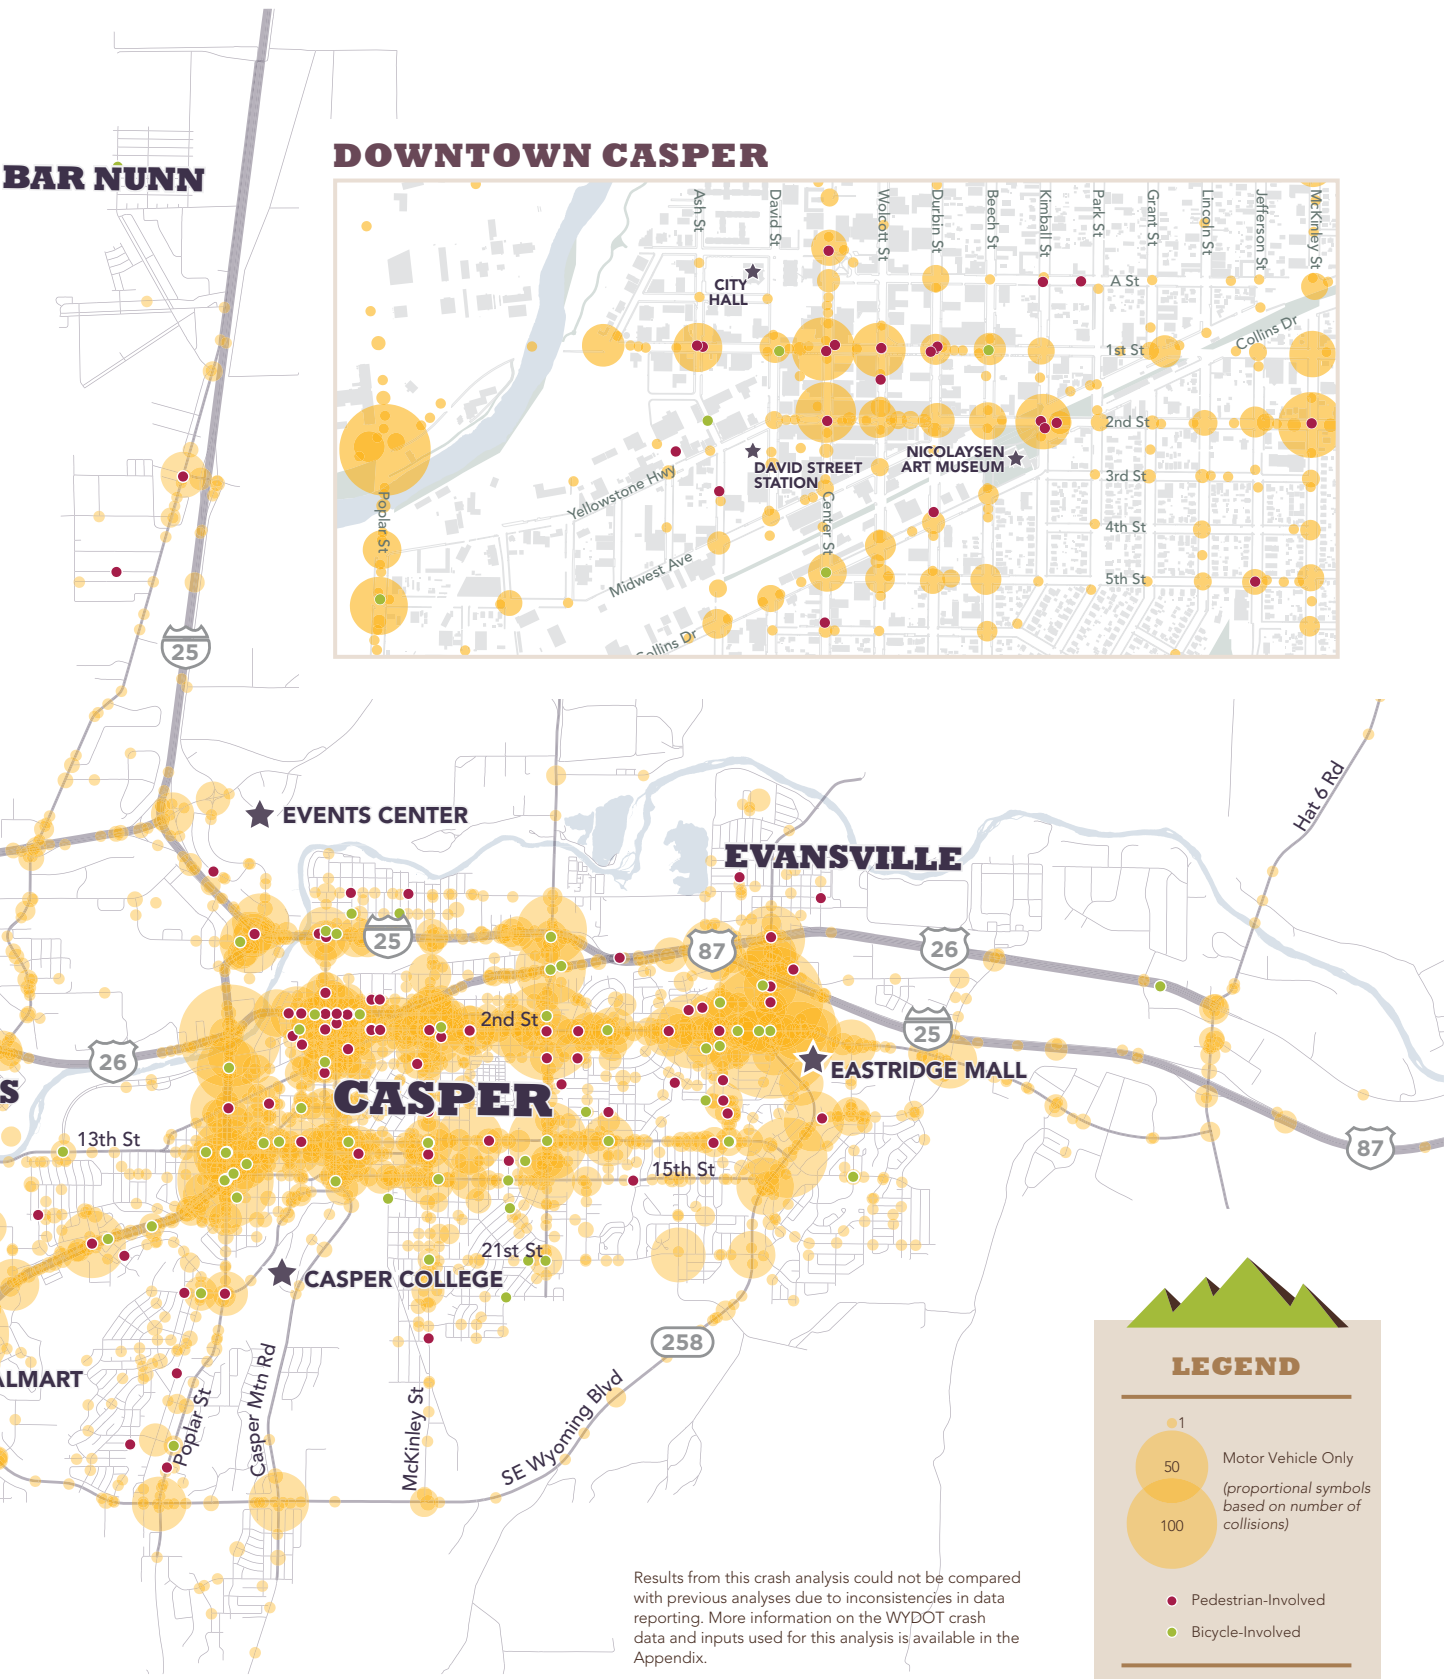 BAR NUNN
DOWNTOWN CASPER
Ash St
David St
Wolcott St
Durbin St
Beech St
Kimball St
Park St
Grant St
Lincoln St
Jefferson St
McKinley St
CITY
HALL
A St
Collins Dr
1st St
2nd St
NICOLAYSEN
ART MUSEUM
DAVID STREET
STATION
Yellowstone Hwy
3rd St
Poplar St
Center St
4th St
Midwest Ave
5th St
Collins Dr
25
EVENTS CENTER
Hat 6 Rd
EVANSVILLE
25
87
26
2nd St
25
26
EASTRIDGE MALL
S
CASPER
13th St
87
15th St
21st St
CASPER COLLEGE
258
LMART
Poplar St
Casper Mtn Rd
McKinley St
SE Wyoming Blvd
LEGEND
1
50
Motor Vehicle Only
(proportional symbols
based on number of
collisions)
100
Pedestrian-Involved
Bicycle-Involved
Results from this crash analysis could not be compared
with previous analyses due to inconsistencies in data
reporting. More information on the WYDOT crash
data and inputs used for this analysis is available in the
Appendix.